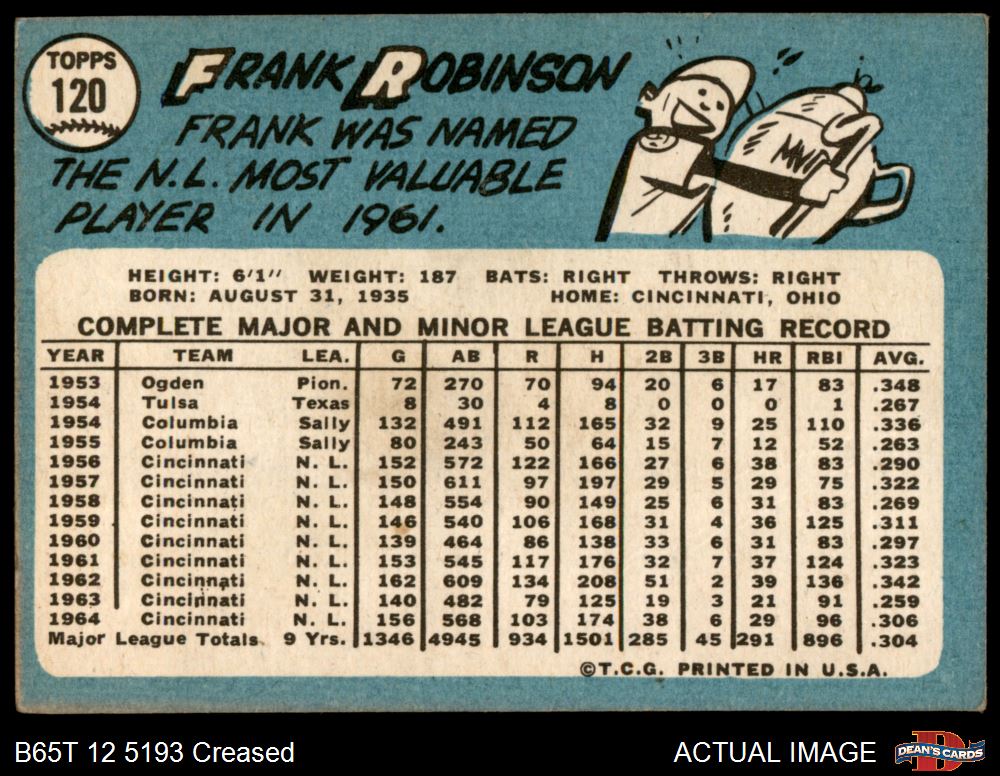 TOPPS
120
FRANK ROBINSON
FRANK WAS NAMED
THE N.L. MOST VALUABLE
PLAYER IN 1961.
MVP
HEIGHT: 6'1" WEIGHT: 187 BATS: RIGHT THROWS: RIGHT
BORN: AUGUST 31, 1935 HOME: CINCINNATI, OHIO
COMPLETE MAJOR AND MINOR LEAGUE BATTING RECORD
YEAR TEAM LEA. G AB R H 2B 3B HR RBI AVG.
1953 Ogden Pion. 72 270 70 94 20 6 17 83 .348
1954 Tulsa Texas 8 30 4 8 0 0 0 1 .267
1954 Columbia Sally 132 491 112 165 32 9 25 110 .336
1955 Columbia Sally 80 243 50 64 15 7 12 52 .263
1956 Cincinnati N. L. 152 572 122 166 27 6 38 83 .290
1957 Cincinnati N. L. 150 611 97 197 29 5 29 75 .322
1958 Cincinnati N. L. 148 554 90 149 25 6 31 83 .269
1959 Cincinnati N. L. 146 540 106 168 31 4 36 125 .311
1960 Cincinnati N. L. 139 464 86 138 33 6 31 83 .297
1961 Cincinnati N. L. 153 545 117 176 32 7 37 124 .323
1962 Cincinnati N. L. 162 609 134 208 51 2 39 136 .342
1963 Cincinnati N. L. 140 482 79 125 19 3 21 91 .259
1964 Cincinnati N. L. 156 568 103 174 38 6 29 96 .306
Major League Totals 9 Yrs. 1346 4945 934 1501 285 45 291 896 .304
©T.C.G. PRINTED IN U.S.A.
B65T 12 5193 Creased ACTUAL IMAGE
DEAN'S CARDS